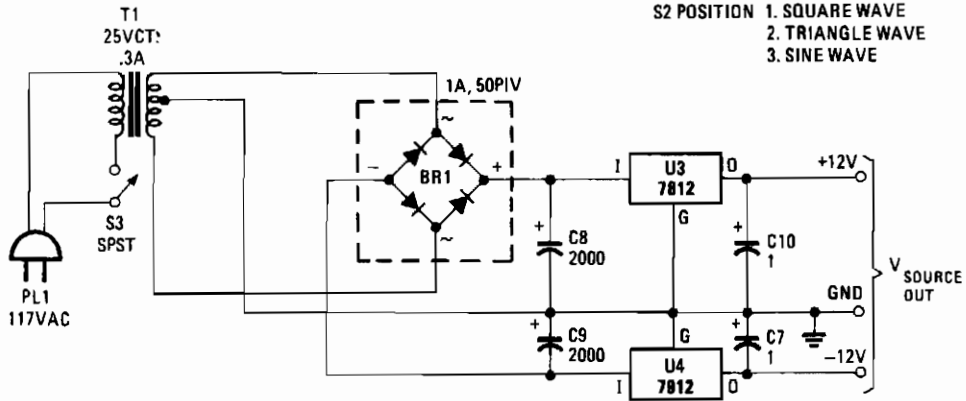 T1
25VCT:
.3A
S2 POSITION 1. SQUARE WAVE
2. TRIANGLE WAVE
3. SINE WAVE
1A, 50PIV
~
- BR1 +
~
I U3 O
7812
G
+12V
+ C8
2000
+ C10
1
S3
SPST
PL1
117VAC
V SOURCE
OUT
GND
+ C9
2000
G
+ C7
1
I U4 O
7912
-12V